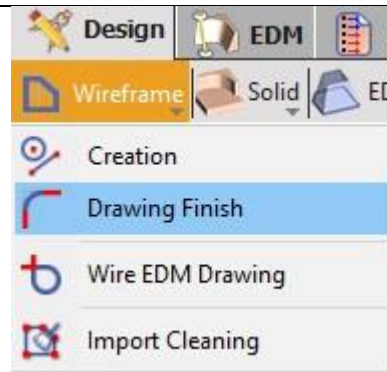 Design EDM
Wireframe Solid
Creation
Drawing Finish
Wire EDM Drawing
Import Cleaning